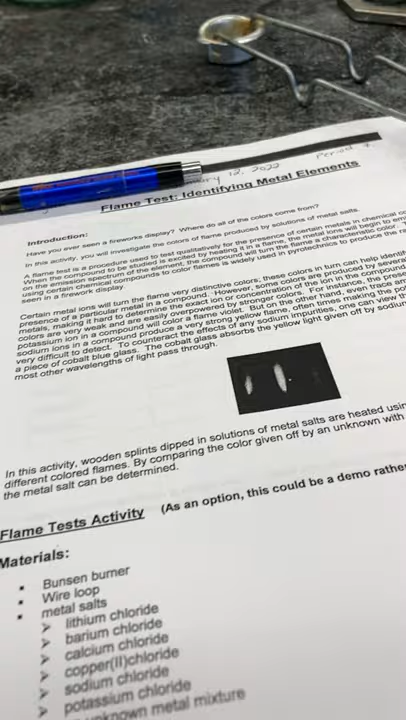 ary 12, 2022
Period
Flame Test: Identifying Metal Elements
Introduction:
Have you ever seen a fireworks display? Where do all of the colors come from?
In this activity, you will investigate the colors of flame produced by solutions of metal salts.
A flame test is a procedure used to test qualitatively for the presence of certain metals in chemical co
When the compound to be studied is excited by heating it in a flame, the metal ions will begin to em
on the emission spectrum of the element, the compound will turn the flame a characteristic color.
using certain chemical compounds to color flames is widely used in pyrotechnics to produce the
seen in a firework display
Certain metal ions will turn the flame very distinctive colors; these colors in turn can help identif
presence of a particular metal in a compound. However, some colors are produced by several
metals, making it hard to determine the exact ion or concentration of the ion in the compound.
colors are very weak and are easily overpowered by stronger colors. For instance, the
potassium ion in a compound will color a flame violet. But on the other hand, even trace
sodium ions in a compound produce a very strong yellow flame, often times making the po
very difficult to detect. To counteract the effects of any sodium impurities, one can view th
a piece of cobalt blue glass. The cobalt glass absorbs the yellow light given off by sodiu
most other wavelengths of light pass through.
In this activity, wooden splints dipped in solutions of metal salts are heated usin
different colored flames. By comparing the color given off by an unknown with
the metal salt can be determined.
Flame Tests Activity (As an option, this could be a demo rathe
Materials:
▪ Bunsen burner
▪ Wire loop
▪ metal salts
➢ lithium chloride
➢ barium chloride
➢ calcium chloride
➢ copper(II)chloride
➢ sodium chloride
➢ potassium chloride
unknown metal mixture